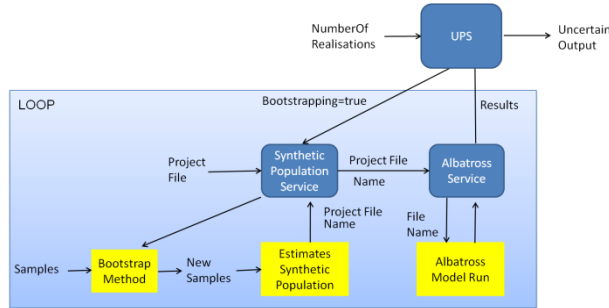 NumberOf
Realisations
UPS
Uncertain
Output
LOOP
Bootstrapping=true
Results
Project
File
Synthetic
Population
Service
Project File
Name
Albatross
Service
Project File
Name
File
Name
Samples
Bootstrap
Method
New
Samples
Estimates
Synthetic
Population
Albatross
Model Run